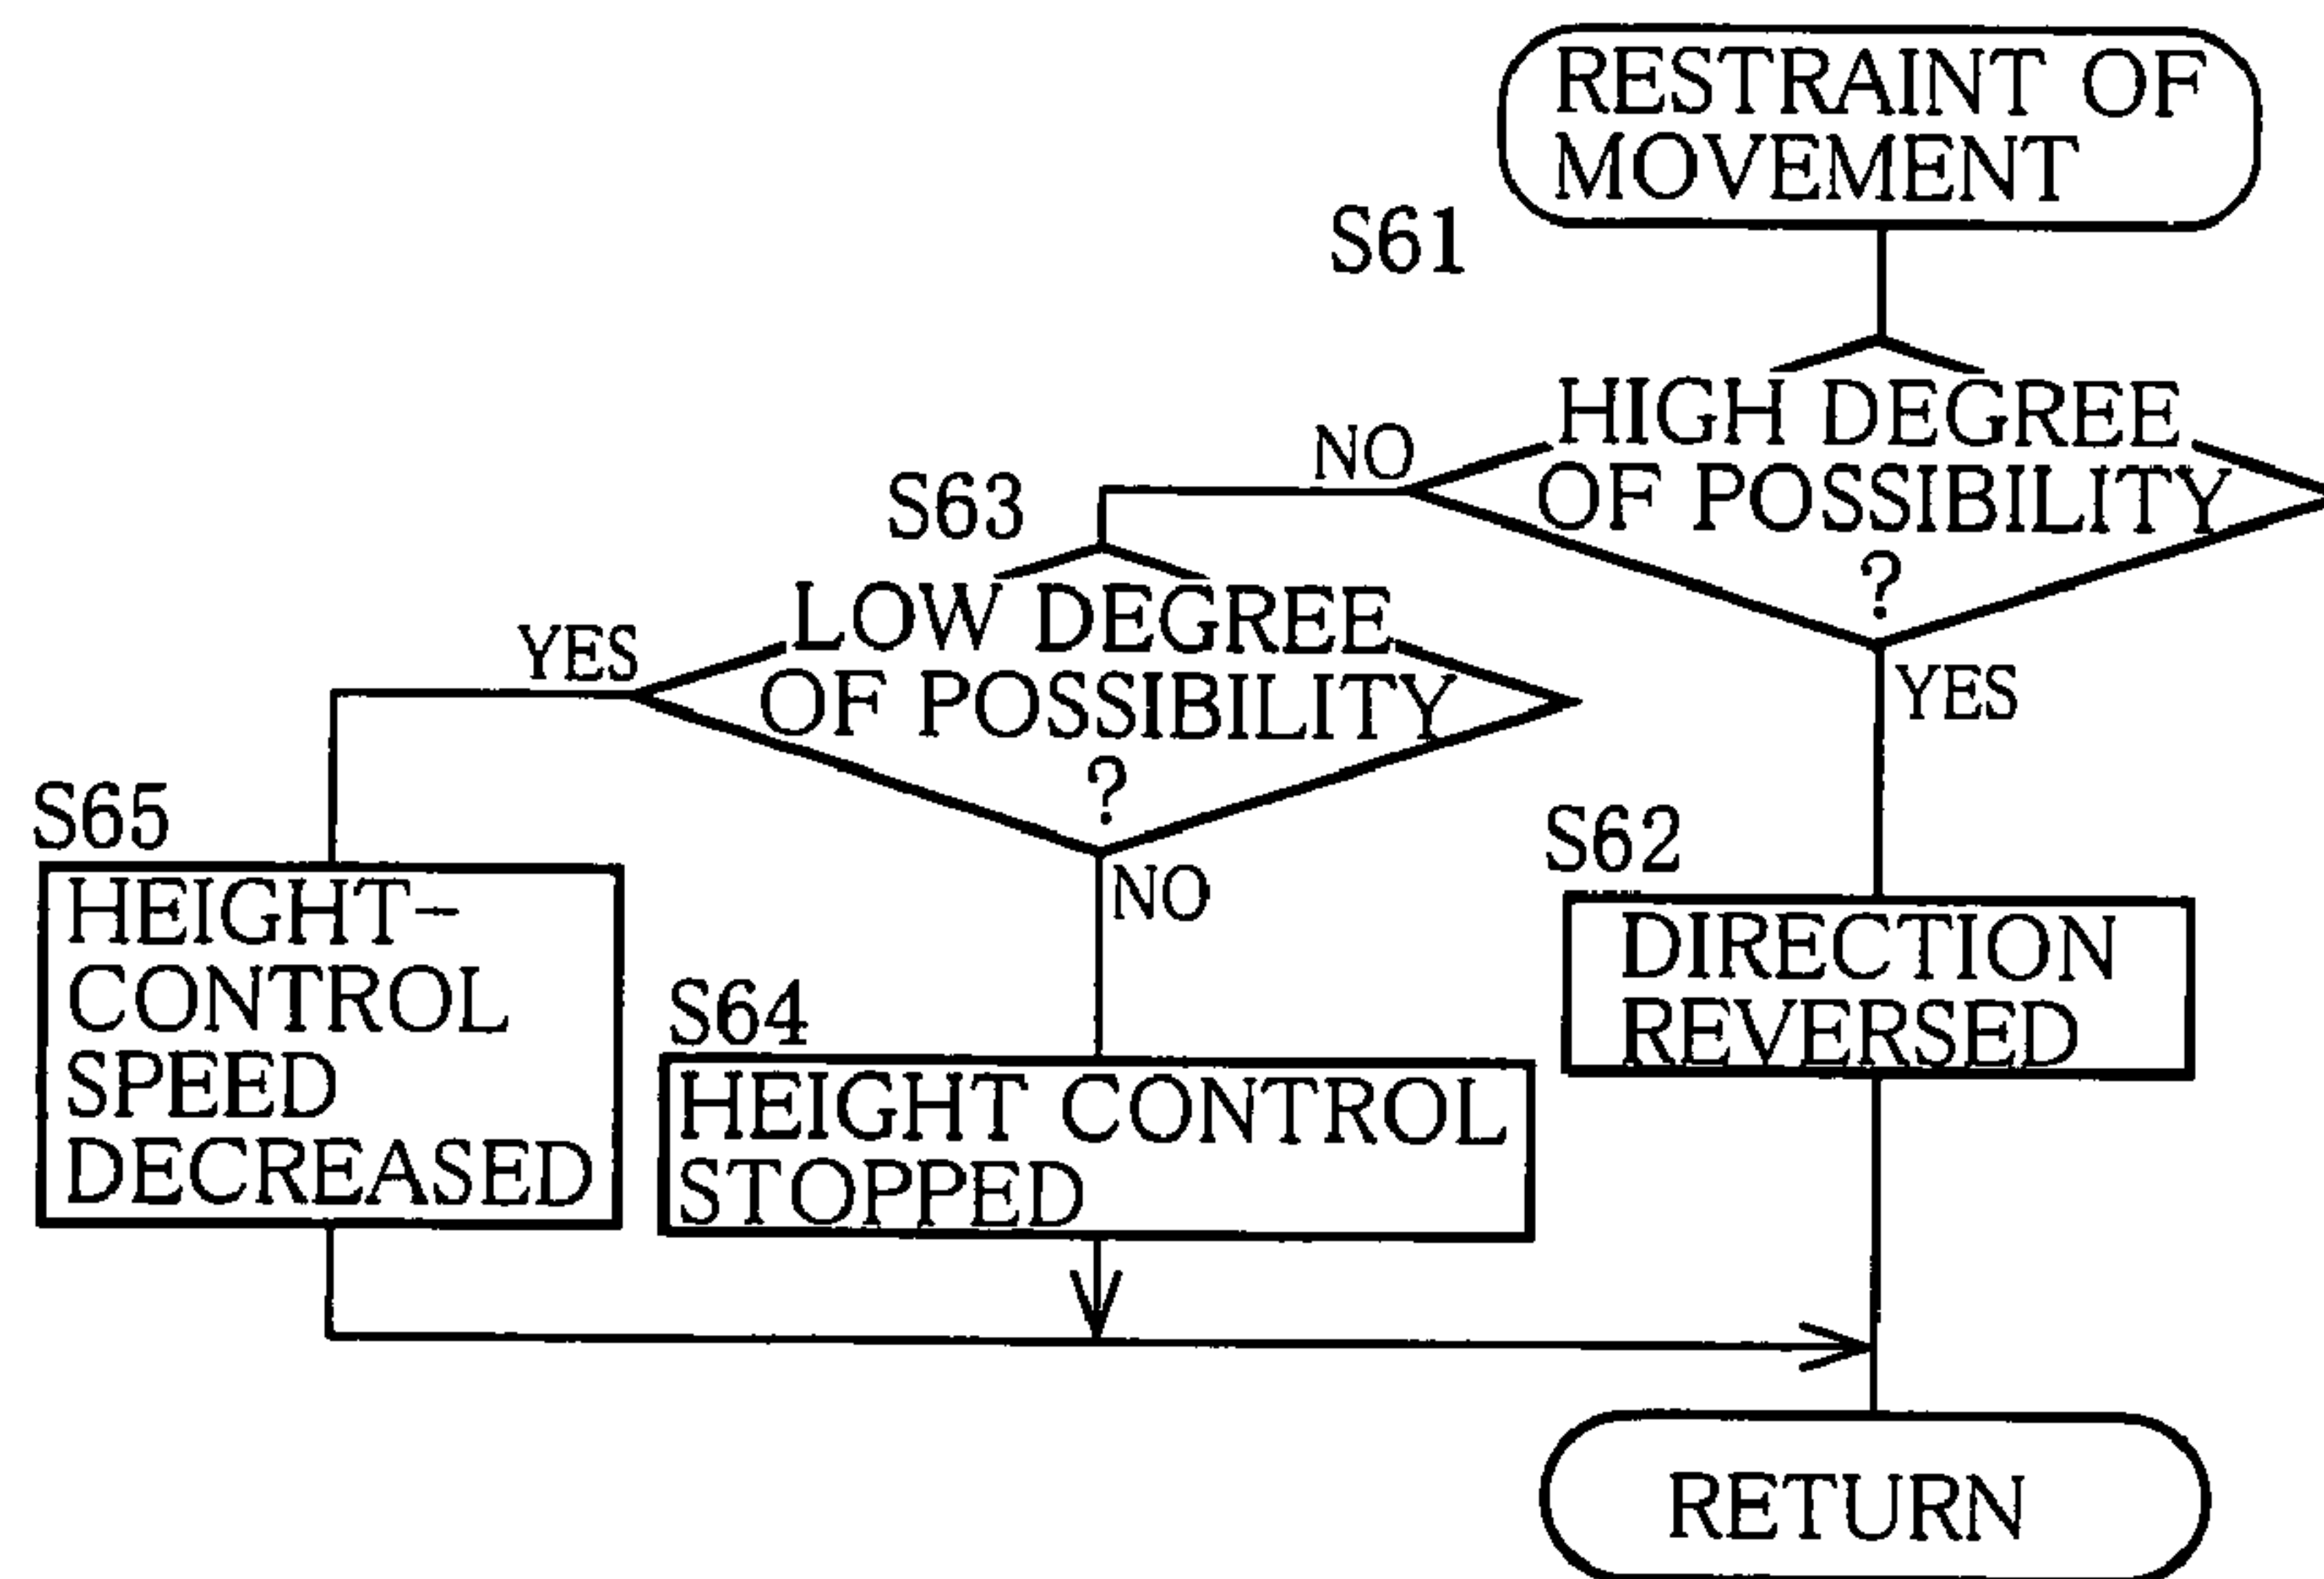 RESTRAINT OF
MOVEMENT
S61
HIGH DEGREE
OF POSSIBILITY
?
NO
YES
S63
LOW DEGREE
OF POSSIBILITY
?
YES
NO
S65
HEIGHT-
CONTROL
SPEED
DECREASED
S64
HEIGHT CONTROL
STOPPED
S62
DIRECTION
REVERSED
RETURN